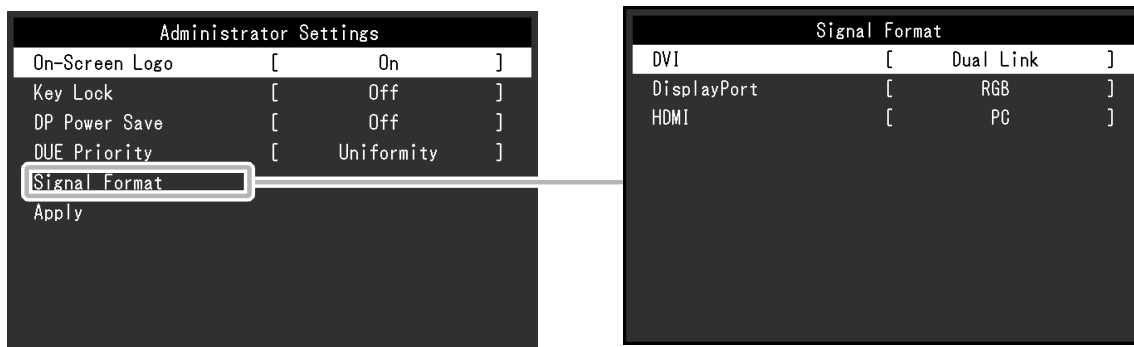 Administrator Settings
On-Screen Logo [ On ]
Key Lock [ Off ]
DP Power Save [ Off ]
DUE Priority [ Uniformity ]
Signal Format
Apply
Signal Format
DVI [ Dual Link ]
DisplayPort [ RGB ]
HDMI [ PC ]